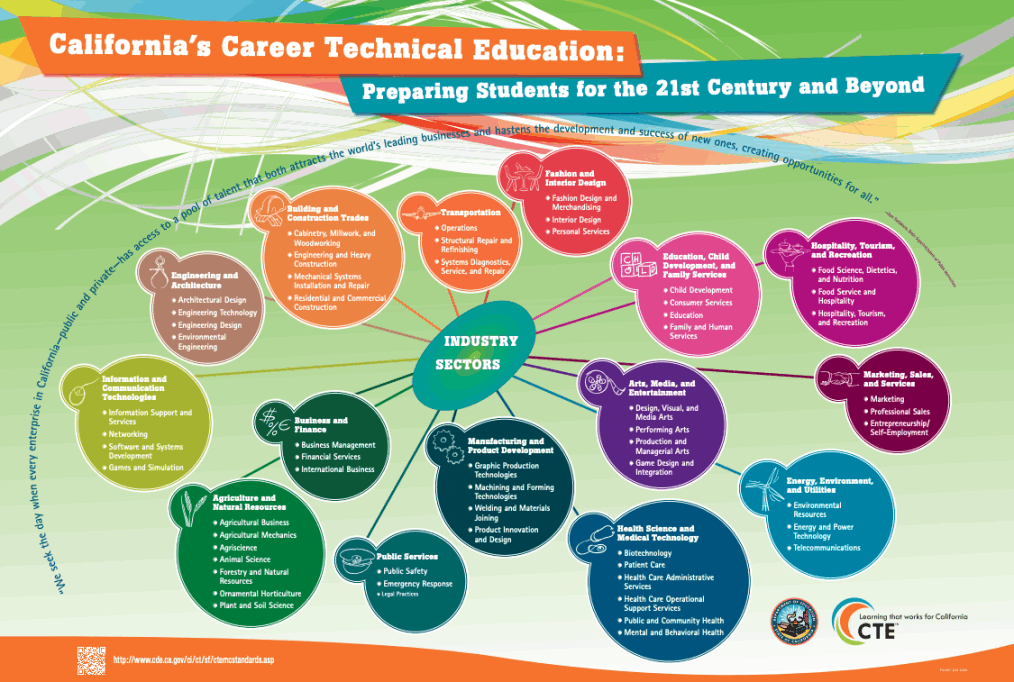 California's Career Technical Education:
Preparing Students for the 21st Century and Beyond
"We seek the day when every enterprise in California—public and private—has access to a pool of talent that both attracts the world's leading businesses and hastens the development and success of new ones, creating opportunities for all."
Fashion and
Interior Design
Fashion Design and
Merchandising
Interior Design
Personal Services
Building and
Construction Trades
Cabinetry, Millwork, and
Woodworking
Engineering and Heavy
Construction
Mechanical Systems
Installation and Repair
Residential and Commercial
Construction
Transportation
Operations
Structural Repair and
Refinishing
Systems Diagnostics,
Service, and Repair
Education, Child
Development, and
Family Services
Child Development
Consumer Services
Education
Family and Human
Services
Hospitality, Tourism,
and Recreation
Food Science, Dietetics,
and Nutrition
Food Service and
Hospitality
Hospitality, Tourism,
and Recreation
Engineering and
Architecture
Architectural Design
Engineering Technology
Engineering Design
Environmental
Engineering
INDUSTRY
SECTORS
Information and
Communication
Technologies
Information Support and
Services
Networking
Software and Systems
Development
Games and Simulation
Business and
Finance
$ % €
Business Management
Financial Services
International Business
Manufacturing and
Product Development
Graphic Production
Technologies
Machining and Forming
Technologies
Welding and Materials
Joining
Product Innovation
and Design
Arts, Media, and
Entertainment
Design, Visual, and
Media Arts
Performing Arts
Production and
Managerial Arts
Game Design and
Integration
Marketing, Sales,
and Services
Marketing
Professional Sales
Entrepreneurship/
Self-Employment
Agriculture and
Natural Resources
Agricultural Business
Agricultural Mechanics
Agriscience
Animal Science
Forestry and Natural
Resources
Ornamental Horticulture
Plant and Soil Science
Public Services
Public Safety
Emergency Response
Legal Practices
Health Science and
Medical Technology
Biotechnology
Patient Care
Health Care Administrative
Services
Health Care Operational
Support Services
Public and Community Health
Mental and Behavioral Health
Energy, Environment,
and Utilities
Environmental
Resources
Energy and Power
Technology
Telecommunications
Learning that works for California
CTE™
http://www.cde.ca.gov/ci/ct/sf/ctemcstandards.asp